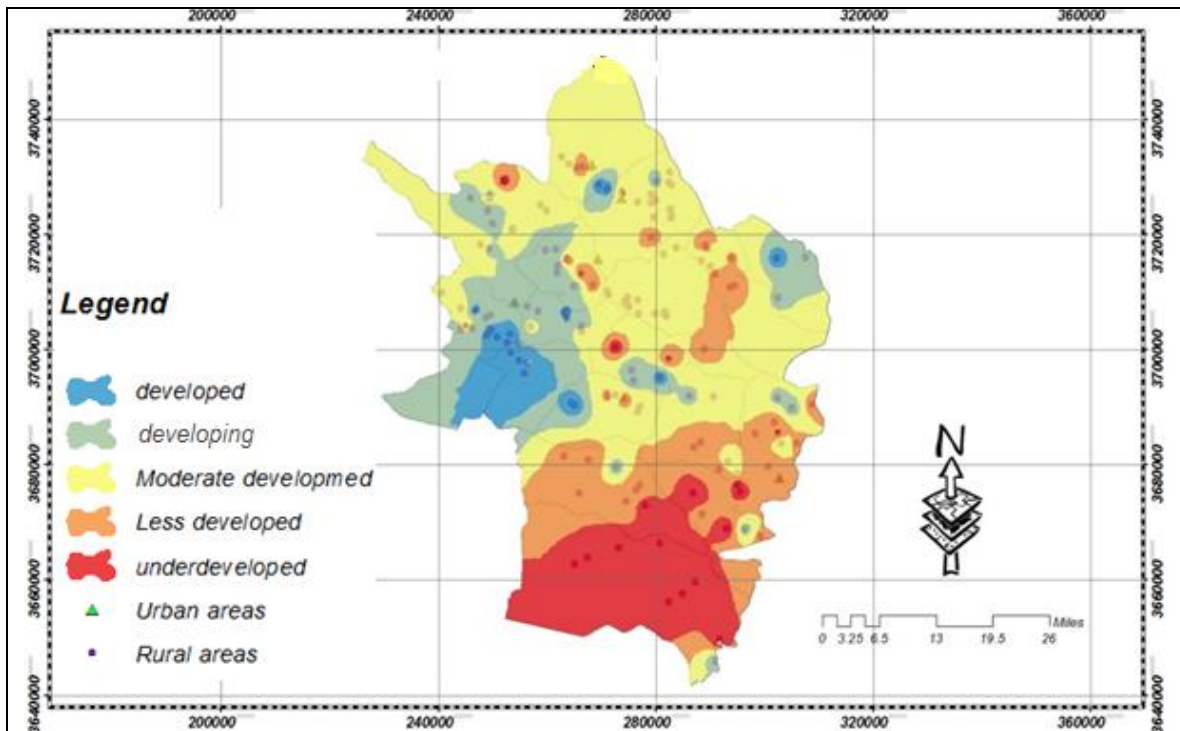 200000 240000 280000 320000 360000
3740000 3740000
3720000 3720000
3700000 3700000
3680000 3680000
3660000 3660000
3640000 3640000
Legend
developed
developing
Moderate developmed
Less developed
underdeveloped
Urban areas
Rural areas
N
Miles
0 3.25 6.5 13 19.5 26
200000 240000 280000 320000 360000